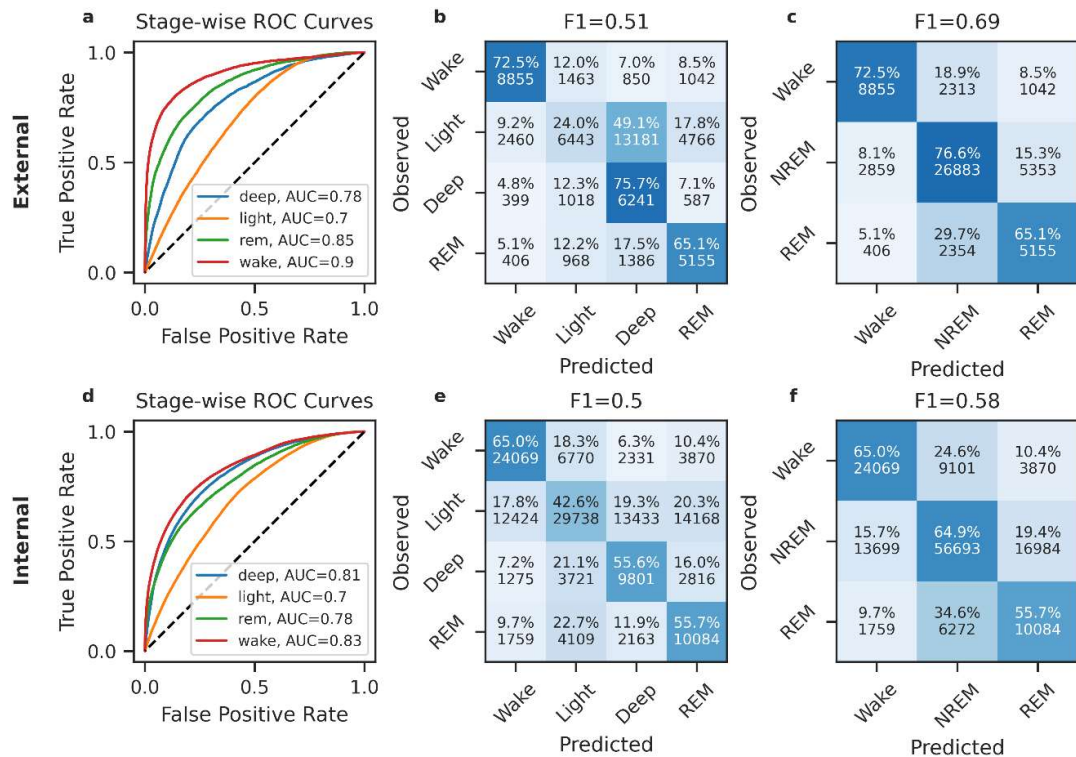 a
Stage-wise ROC Curves
External
True Positive Rate
1.0
0.5
0.0
deep, AUC=0.78
light, AUC=0.7
rem, AUC=0.85
wake, AUC=0.9
0.0 0.5 1.0
False Positive Rate
b
F1=0.51
Observed
Wake 72.5% 12.0% 7.0% 8.5%
8855 1463 850 1042
Light 9.2% 24.0% 49.1% 17.8%
2460 6443 13181 4766
Deep 4.8% 12.3% 75.7% 7.1%
399 1018 6241 587
REM 5.1% 12.2% 17.5% 65.1%
406 968 1386 5155
Wake Light Deep REM
Predicted
c
F1=0.69
Observed
Wake 72.5% 18.9% 8.5%
8855 2313 1042
NREM 8.1% 76.6% 15.3%
2859 26883 5353
REM 5.1% 29.7% 65.1%
406 2354 5155
Wake NREM REM
Predicted
d
Stage-wise ROC Curves
Internal
True Positive Rate
1.0
0.5
0.0
deep, AUC=0.81
light, AUC=0.7
rem, AUC=0.78
wake, AUC=0.83
0.0 0.5 1.0
False Positive Rate
e
F1=0.5
Observed
Wake 65.0% 18.3% 6.3% 10.4%
24069 6770 2331 3870
Light 17.8% 42.6% 19.3% 20.3%
12424 29738 13433 14168
Deep 7.2% 21.1% 55.6% 16.0%
1275 3721 9801 2816
REM 9.7% 22.7% 11.9% 55.7%
1759 4109 2163 10084
Wake Light Deep REM
Predicted
f
F1=0.58
Observed
Wake 65.0% 24.6% 10.4%
24069 9101 3870
NREM 15.7% 64.9% 19.4%
13699 56693 16984
REM 9.7% 34.6% 55.7%
1759 6272 10084
Wake NREM REM
Predicted